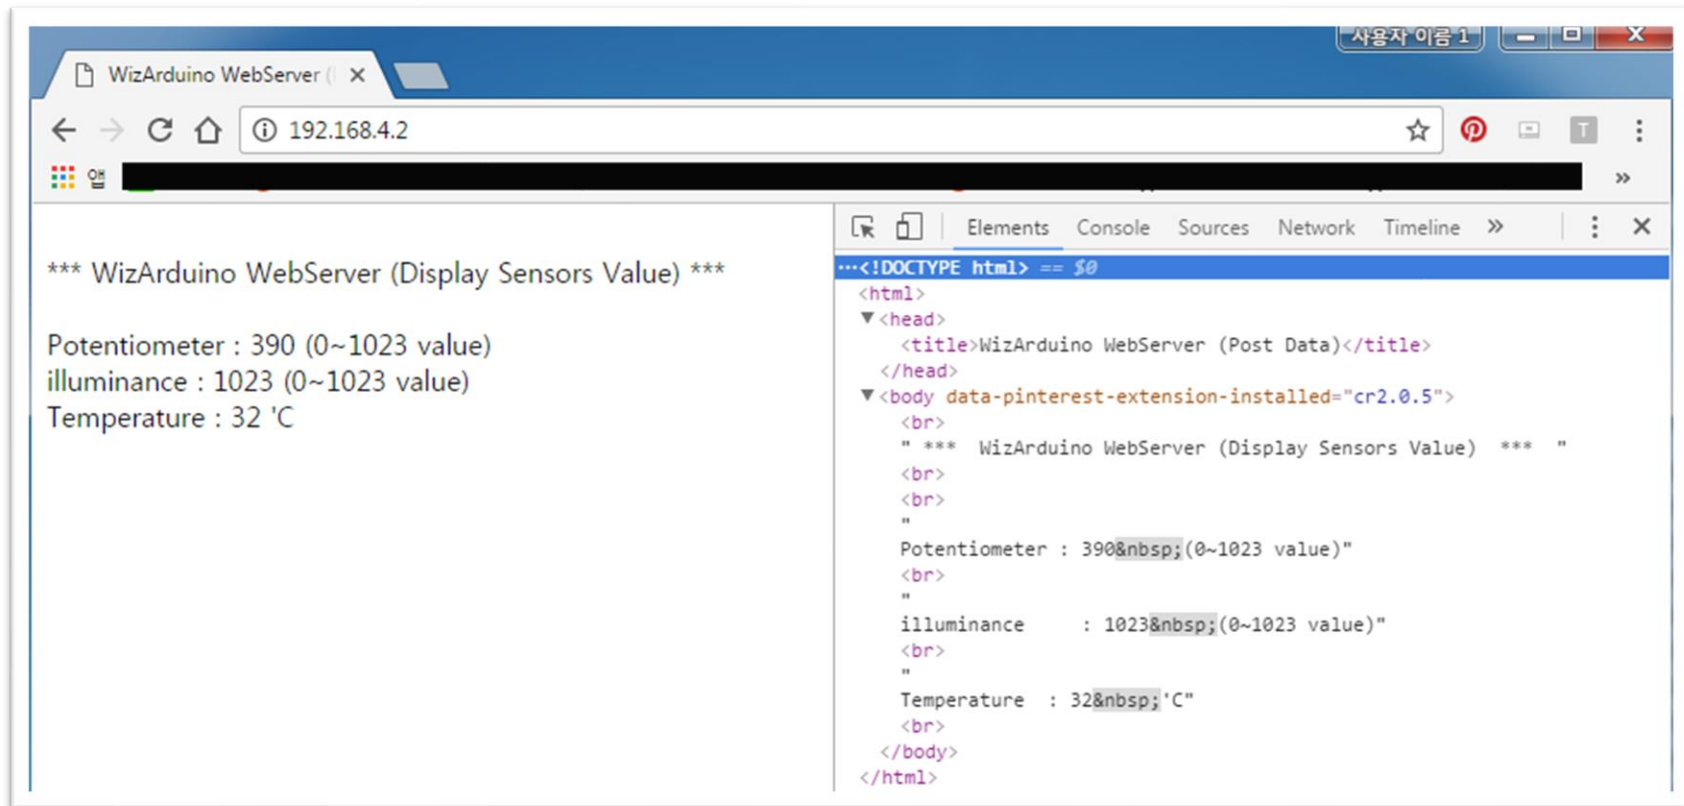 사용자 이름 1
WizArduino WebServer (
192.168.4.2
T
앱
»
Elements Console Sources Network Timeline »
*** WizArduino WebServer (Display Sensors Value) ***
Potentiometer : 390 (0~1023 value)
illuminance : 1023 (0~1023 value)
Temperature : 32 'C
···<!DOCTYPE html> == $0
<html>
▼<head>
<title>WizArduino WebServer (Post Data)</title>
</head>
▼<body data-pinterest-extension-installed="cr2.0.5">
<br>
" ***  WizArduino WebServer (Display Sensors Value)  ***  "
<br>
<br>
"
Potentiometer : 390&nbsp;(0~1023 value)"
<br>
"
illuminance     : 1023&nbsp;(0~1023 value)"
<br>
"
Temperature  : 32&nbsp;'C"
<br>
</body>
</html>